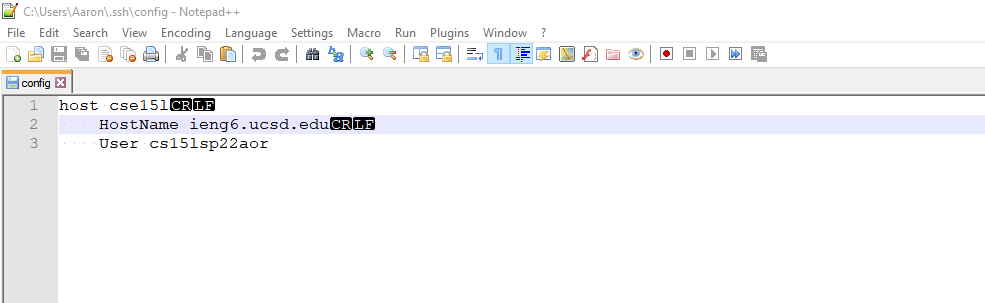 C:\Users\Aaron\.ssh\config - Notepad++
File Edit Search View Encoding Language Settings Macro Run Plugins Window ?
config
1 host cse15lCRLF
2 HostName ieng6.ucsd.eduCRLF
3 User cs15lsp22aor